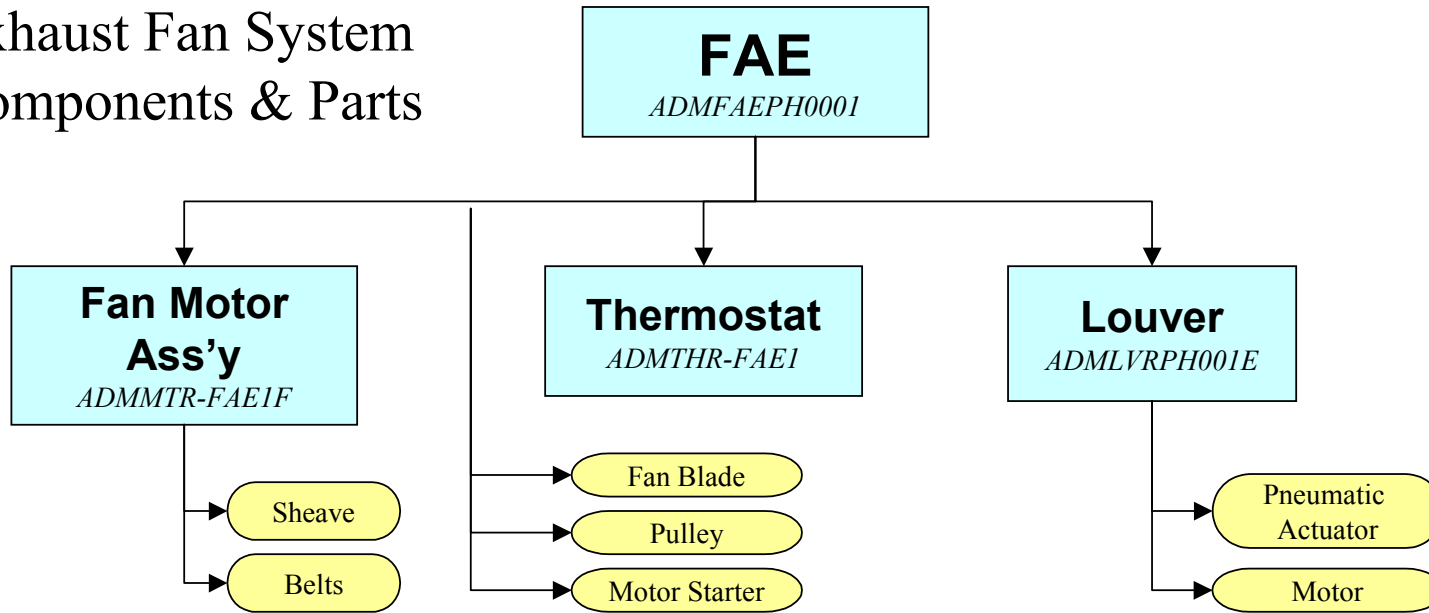 xhaust Fan System
omponents & Parts
FAE
ADMFAEPH0001
Fan Motor
Ass’y
ADMMTR-FAE1F
Thermostat
ADMTHR-FAE1
Louver
ADMLVRPH001E
Sheave
Belts
Fan Blade
Pulley
Motor Starter
Pneumatic
Actuator
Motor